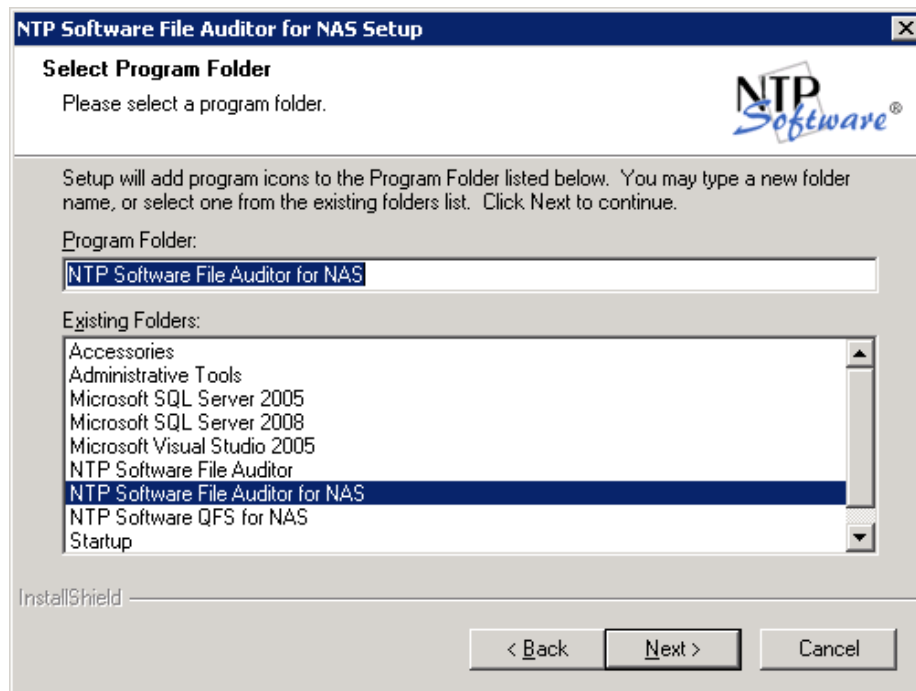 NTP Software File Auditor for NAS Setup
Select Program Folder
Please select a program folder.
NTP
Software®
Setup will add program icons to the Program Folder listed below. You may type a new folder
name, or select one from the existing folders list. Click Next to continue.
Program Folder:
NTP Software File Auditor for NAS
Existing Folders:
Accessories
Administrative Tools
Microsoft SQL Server 2005
Microsoft SQL Server 2008
Microsoft Visual Studio 2005
NTP Software File Auditor
NTP Software File Auditor for NAS
NTP Software QFS for NAS
Startup
InstallShield
< Back
Next >
Cancel